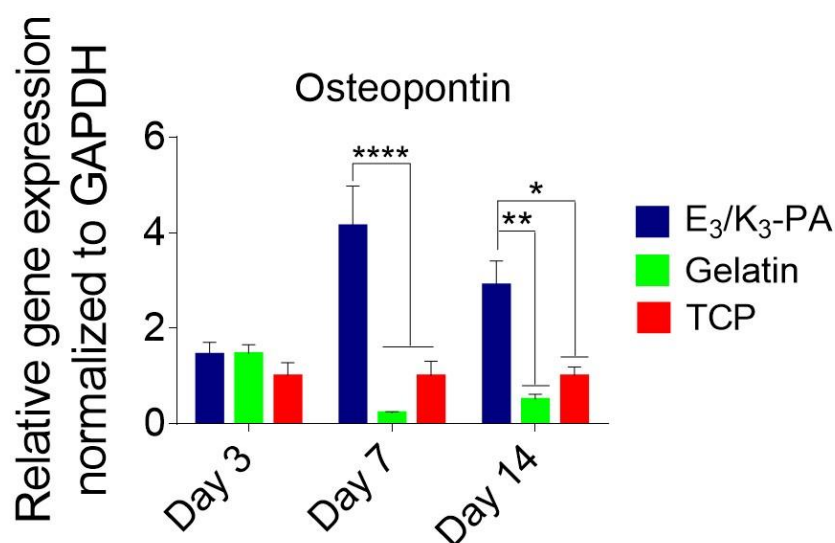 Relative gene expression
normalized to GAPDH
Osteopontin
6
4
2
0
****
**
*
Day 3
Day 7
Day 14
E₃/K₃-PA
Gelatin
TCP